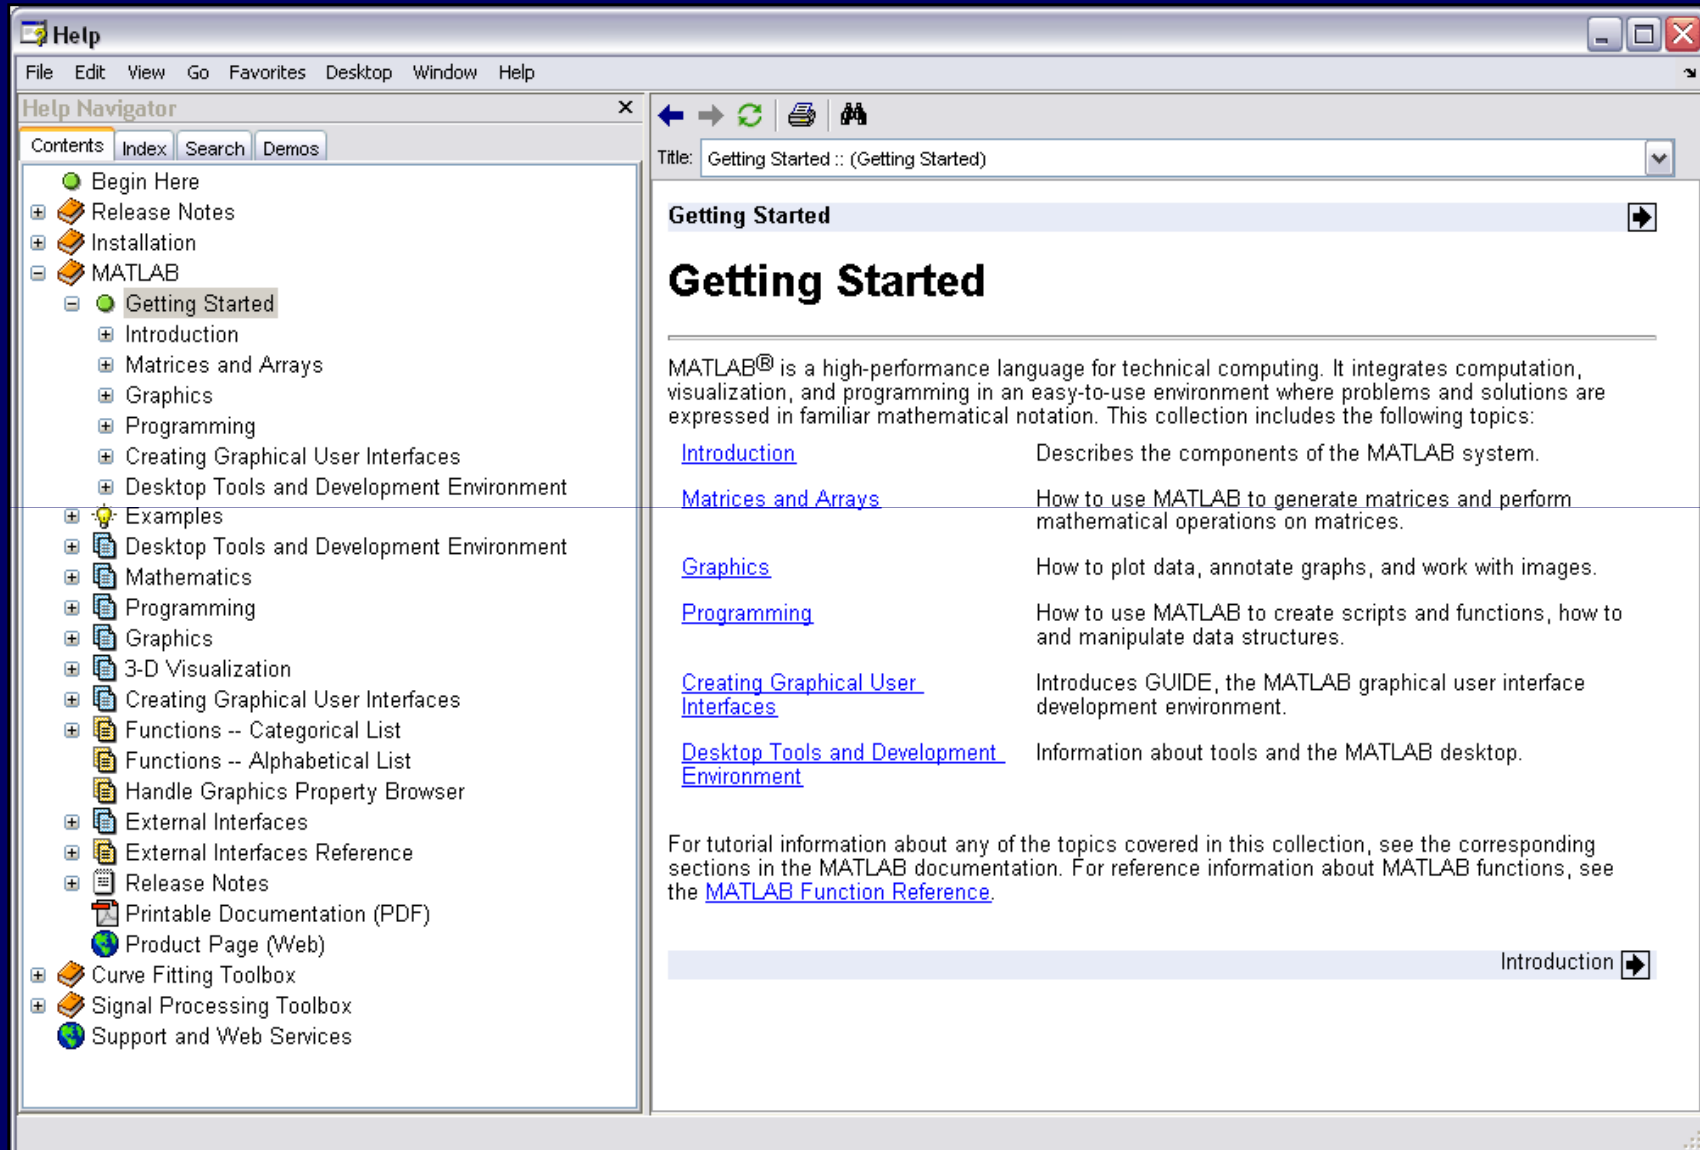 Help
File Edit View Go Favorites Desktop Window Help
Help Navigator
Contents Index Search Demos
Begin Here
Release Notes
Installation
MATLAB
Getting Started
Introduction
Matrices and Arrays
Graphics
Programming
Creating Graphical User Interfaces
Desktop Tools and Development Environment
Examples
Desktop Tools and Development Environment
Mathematics
Programming
Graphics
3-D Visualization
Creating Graphical User Interfaces
Functions -- Categorical List
Functions -- Alphabetical List
Handle Graphics Property Browser
External Interfaces
External Interfaces Reference
Release Notes
Printable Documentation (PDF)
Product Page (Web)
Curve Fitting Toolbox
Signal Processing Toolbox
Support and Web Services
Title: Getting Started :: (Getting Started)
Getting Started
Getting Started
MATLAB® is a high-performance language for technical computing. It integrates computation,
visualization, and programming in an easy-to-use environment where problems and solutions are
expressed in familiar mathematical notation. This collection includes the following topics:
Introduction Describes the components of the MATLAB system.
Matrices and Arrays How to use MATLAB to generate matrices and perform
mathematical operations on matrices.
Graphics How to plot data, annotate graphs, and work with images.
Programming How to use MATLAB to create scripts and functions, how to
and manipulate data structures.
Creating Graphical User Introduces GUIDE, the MATLAB graphical user interface
Interfaces development environment.
Desktop Tools and Development Information about tools and the MATLAB desktop.
Environment
For tutorial information about any of the topics covered in this collection, see the corresponding
sections in the MATLAB documentation. For reference information about MATLAB functions, see
the MATLAB Function Reference.
Introduction